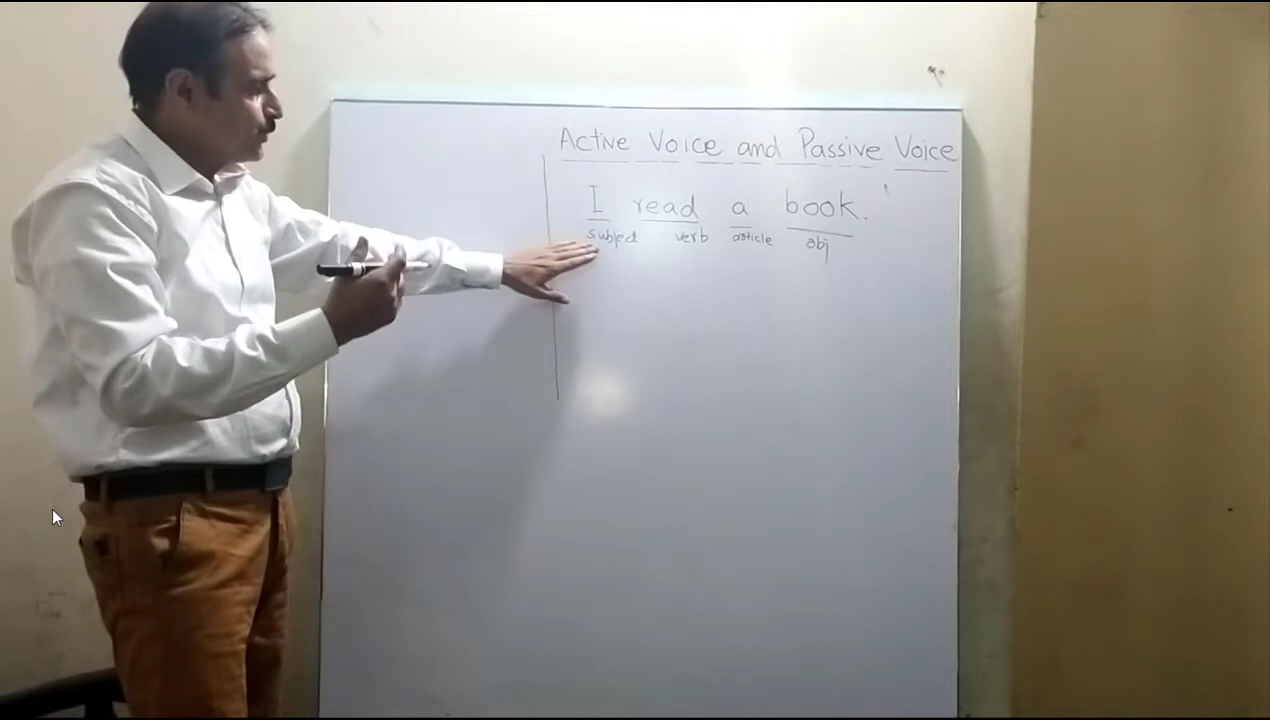 Active Voice and Passive Voice
I read a book.
subject verb article obj